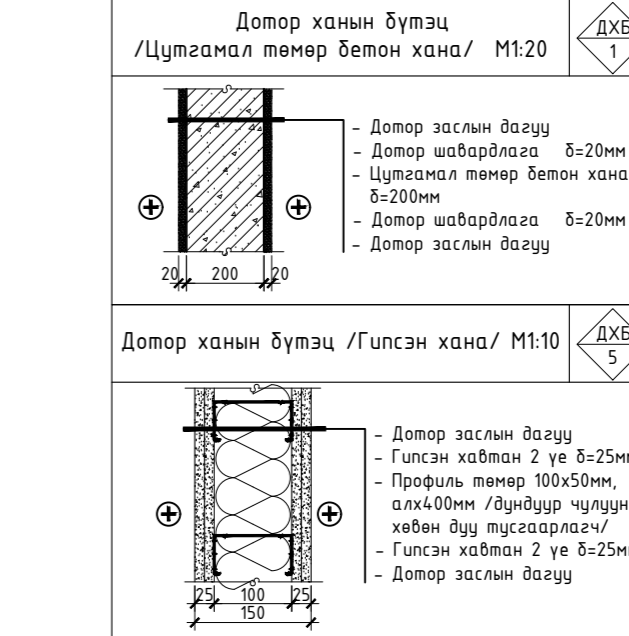 Дотор ханын бүтэц
/Цутгамал төмөр бетон хана/ М1:20
ДХБ
1
- Дотор заслын дагуу
- Дотор шавардлага δ=20мм
- Цутгамал төмөр бетон хана
δ=200мм
- Дотор шавардлага δ=20мм
- Дотор заслын дагуу
20 200 20
Дотор ханын бүтэц /Гипсэн хана/ М1:10
ДХБ
5
- Дотор заслын дагуу
- Гипсэн хавтан 2 үе δ=25мм
- Профиль төмөр 100х50мм,
алх400мм /дундуур чулуун
хөвөн дуу тусгаарлагч/
- Гипсэн хавтан 2 үе δ=25мм
- Дотор заслын дагуу
25 100 25
150